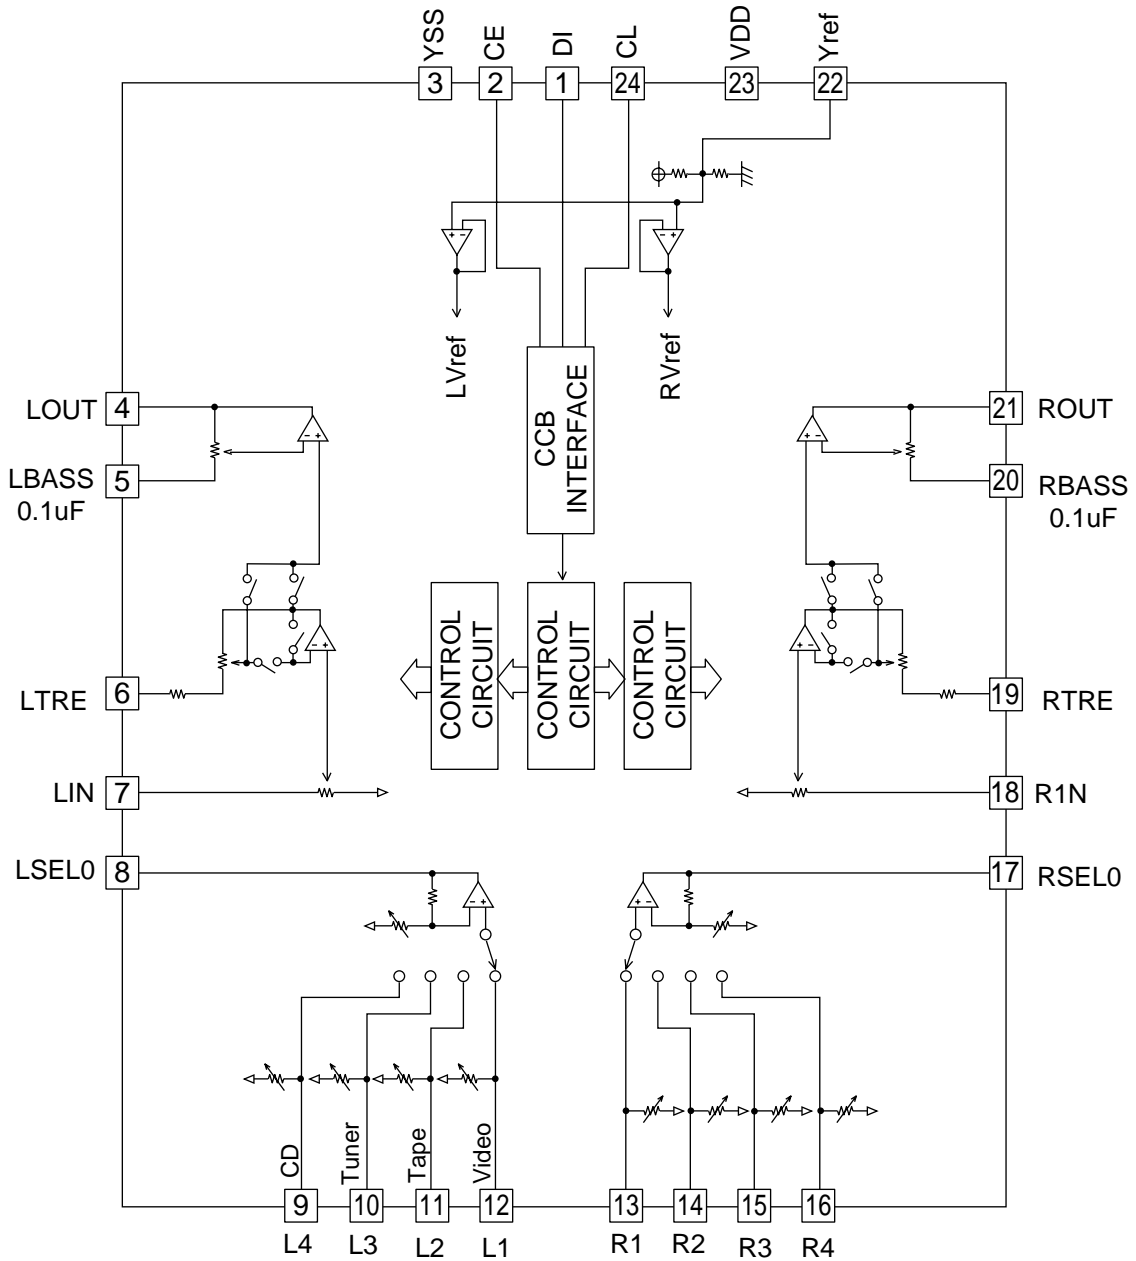 YSS CE DI CL VDD Yref
3 2 1 24 23 22
LVref RVref
CCB
INTERFACE
LOUT 4
21 ROUT
LBASS 5
0.1uF
20 RBASS
0.1uF
CONTROL
CIRCUIT
CONTROL
CIRCUIT
CONTROL
CIRCUIT
LTRE 6
19 RTRE
LIN 7
18 R1N
LSEL0 8
17 RSEL0
CD Tuner Tape Video
9 10 11 12 13 14 15 16
L4 L3 L2 L1 R1 R2 R3 R4